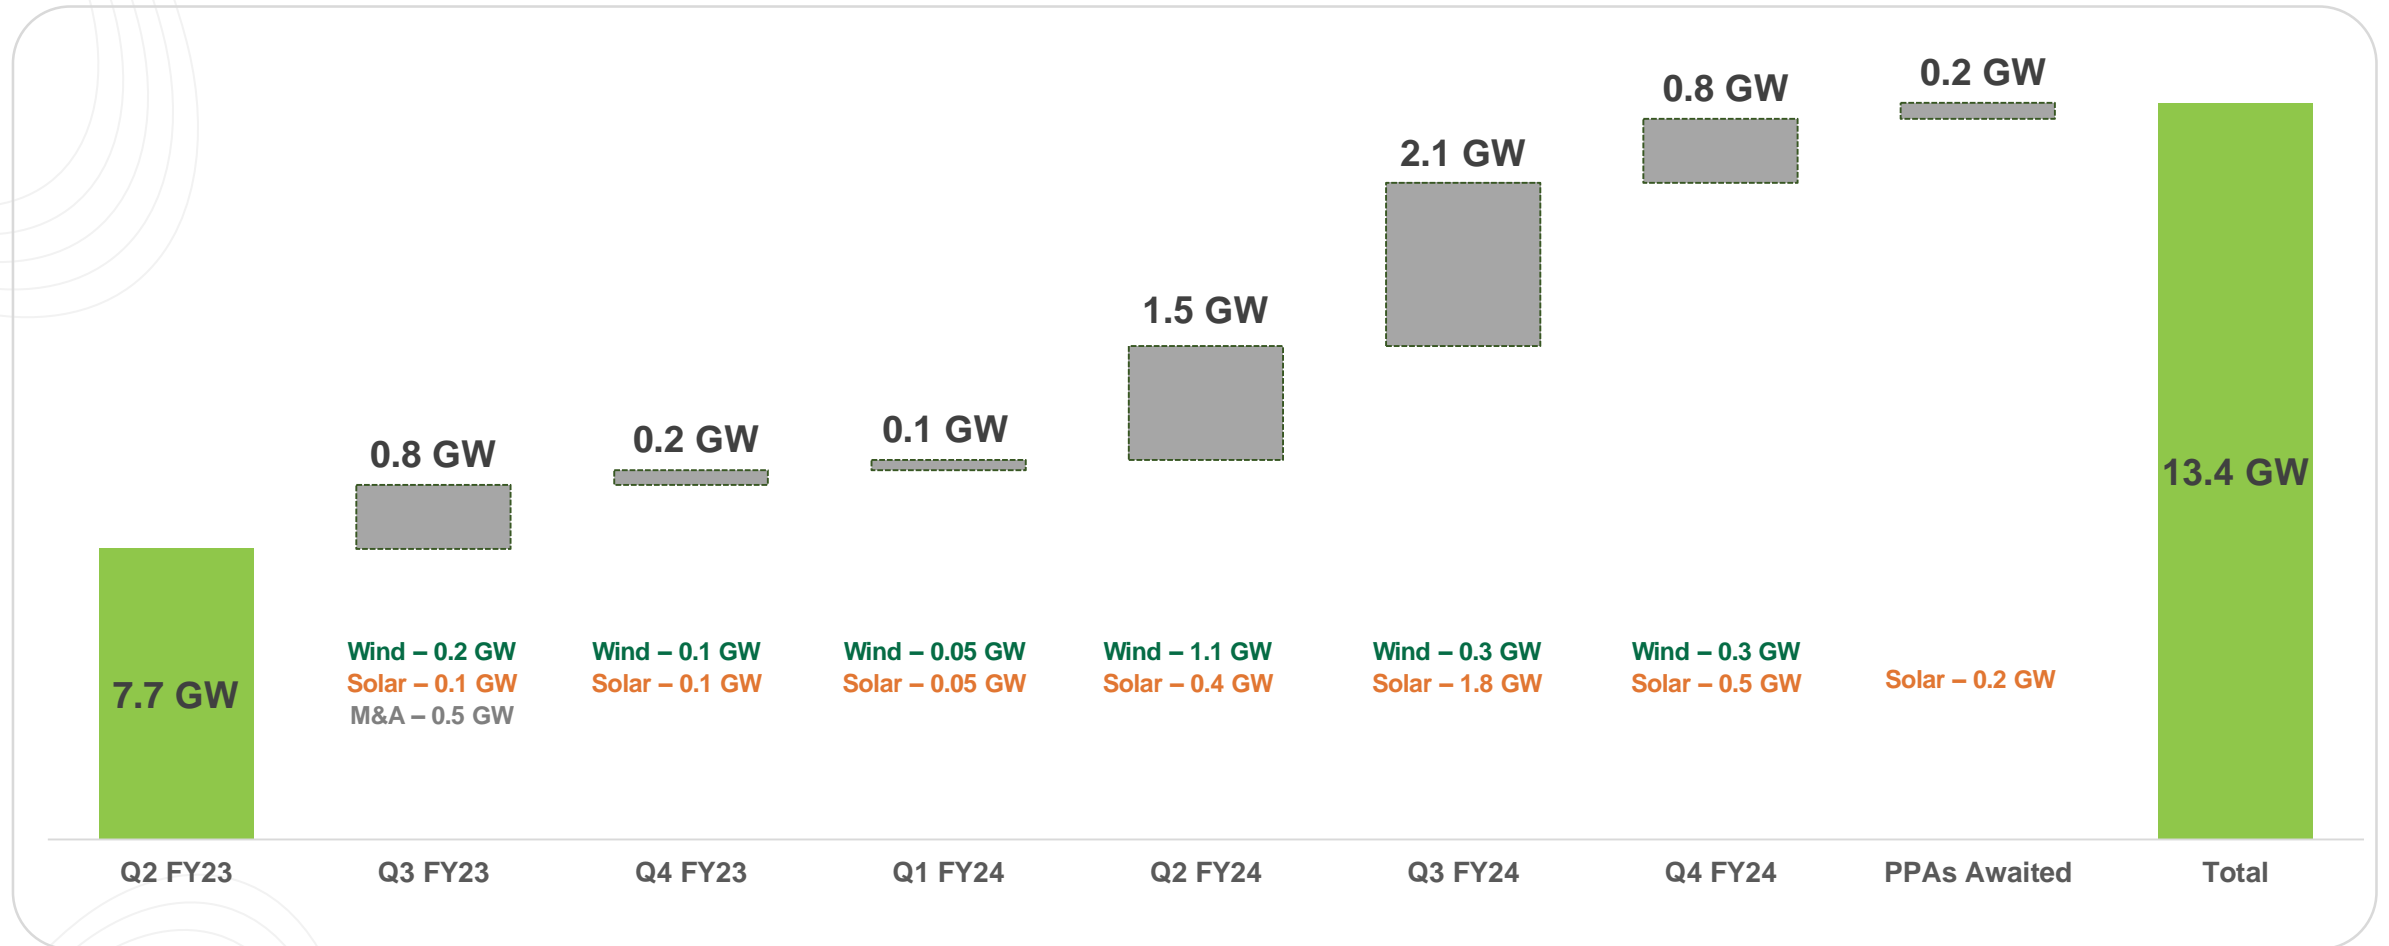 0.2 GW
0.8 GW
2.1 GW
1.5 GW
0.1 GW
0.2 GW
0.8 GW
13.4 GW
7.7 GW
Wind – 0.2 GW
Solar – 0.1 GW
M&A – 0.5 GW
Wind – 0.1 GW
Solar – 0.1 GW
Wind – 0.05 GW
Solar – 0.05 GW
Wind – 1.1 GW
Solar – 0.4 GW
Wind – 0.3 GW
Solar – 1.8 GW
Wind – 0.3 GW
Solar – 0.5 GW
Solar – 0.2 GW
Q2 FY23
Q3 FY23
Q4 FY23
Q1 FY24
Q2 FY24
Q3 FY24
Q4 FY24
PPAs Awaited
Total